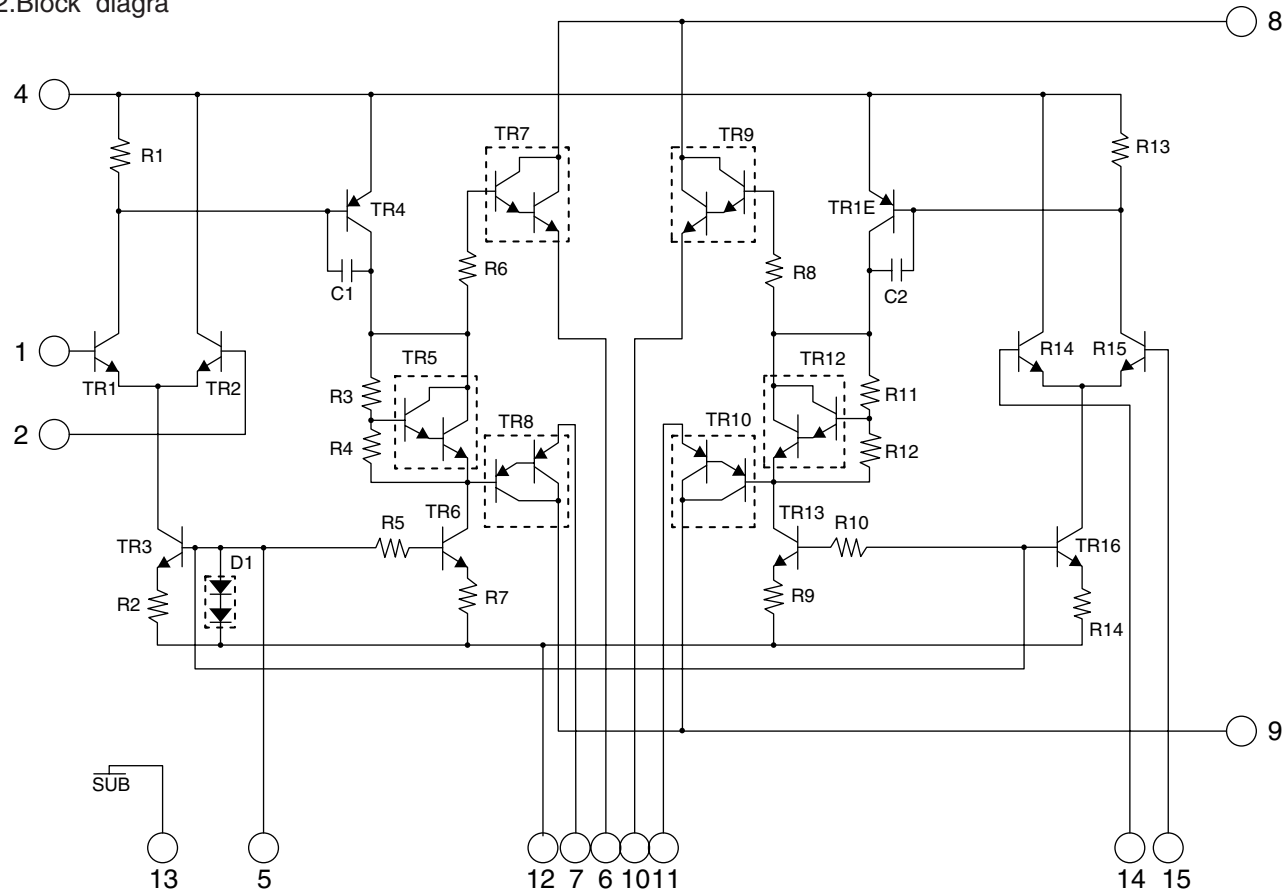 2.Block diagra
8
4
TR7
TR9
R1
R13
TR4
TR1E
R6
R8
C1
C2
1
TR5
TR12
R14
R15
TR1
TR2
R3
R11
2
TR8
TR10
R4
R12
TR6
TR13
R5
R10
TR3
D1
TR16
R2
R7
R9
R14
9
SUB
13
5
12
7
6
10
11
14
15